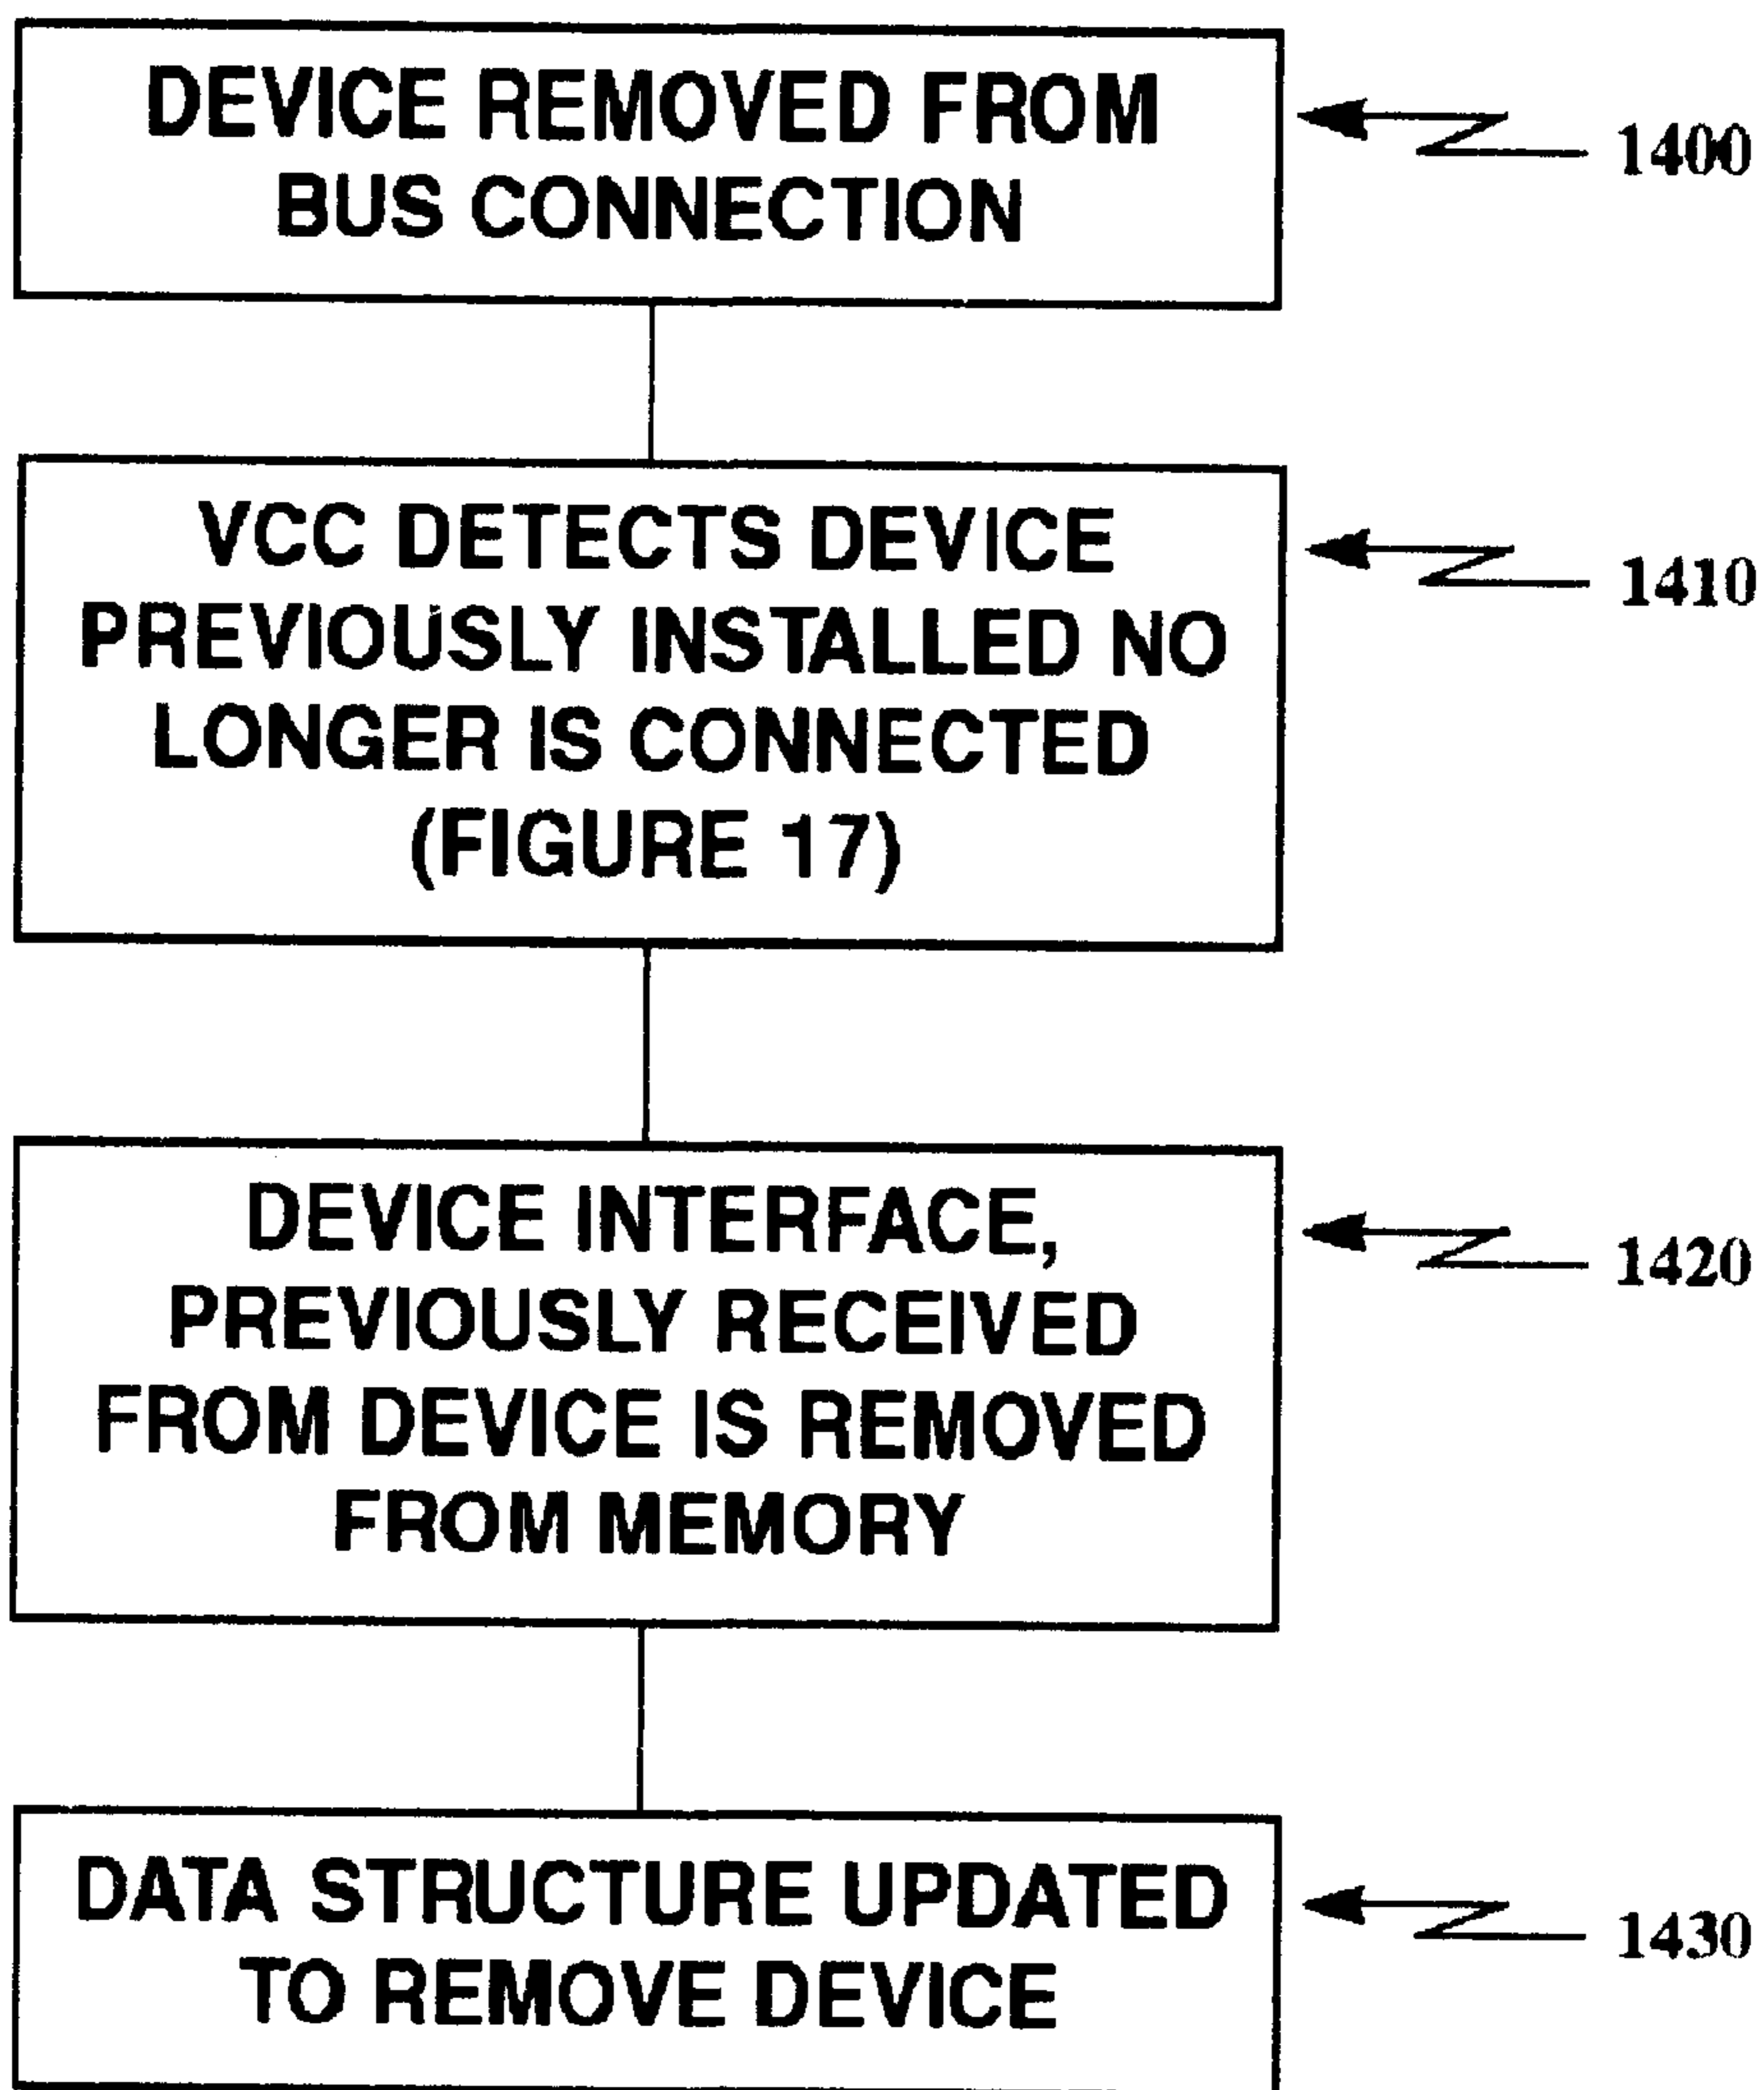 DEVICE REMOVED FROM
BUS CONNECTION
1400
VCC DETECTS DEVICE
PREVIOUSLY INSTALLED NO
LONGER IS CONNECTED
(FIGURE 17)
1410
DEVICE INTERFACE,
PREVIOUSLY RECEIVED
FROM DEVICE IS REMOVED
FROM MEMORY
1420
DATA STRUCTURE UPDATED
TO REMOVE DEVICE
1430